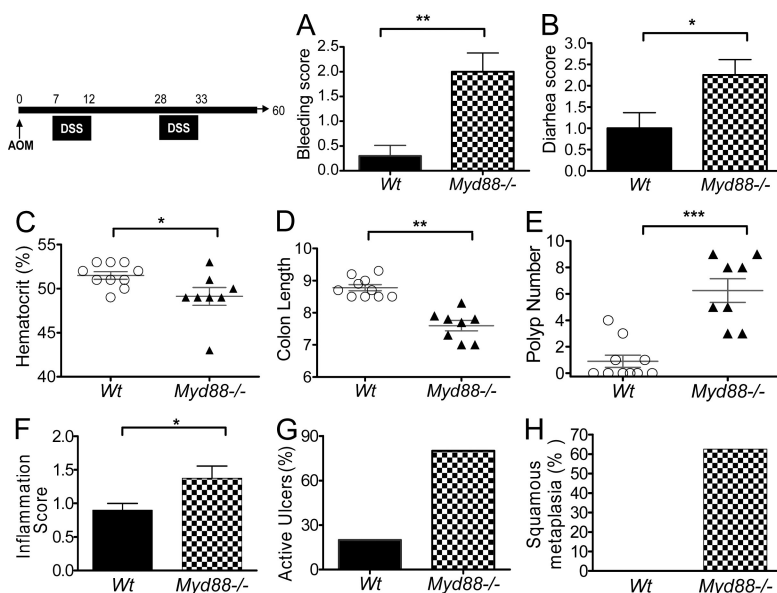 0 7 12 28 33 60
DSS DSS
AOM
A
**
Bleeding score
2.5
2.0
1.5
1.0
0.5
0.0
Wt Myd88-/-
B
*
Diarhea score
3.0
2.5
2.0
1.5
1.0
0.5
0.0
Wt Myd88-/-
C
*
Hematocrit (%)
55
50
45
40
Wt Myd88-/-
D
**
Colon Length
10
9
8
7
6
Wt Myd88-/-
E
***
Polyp Number
10
8
6
4
2
0
Wt Myd88-/-
F
*
Inflammation
Score
2.0
1.5
1.0
0.5
0.0
Wt Myd88-/-
G
Active Ulcers(%)
90
60
30
0
Wt Myd88-/-
H
Squamous
metaplasia (%)
70
60
50
40
30
20
10
0
Wt Myd88-/-